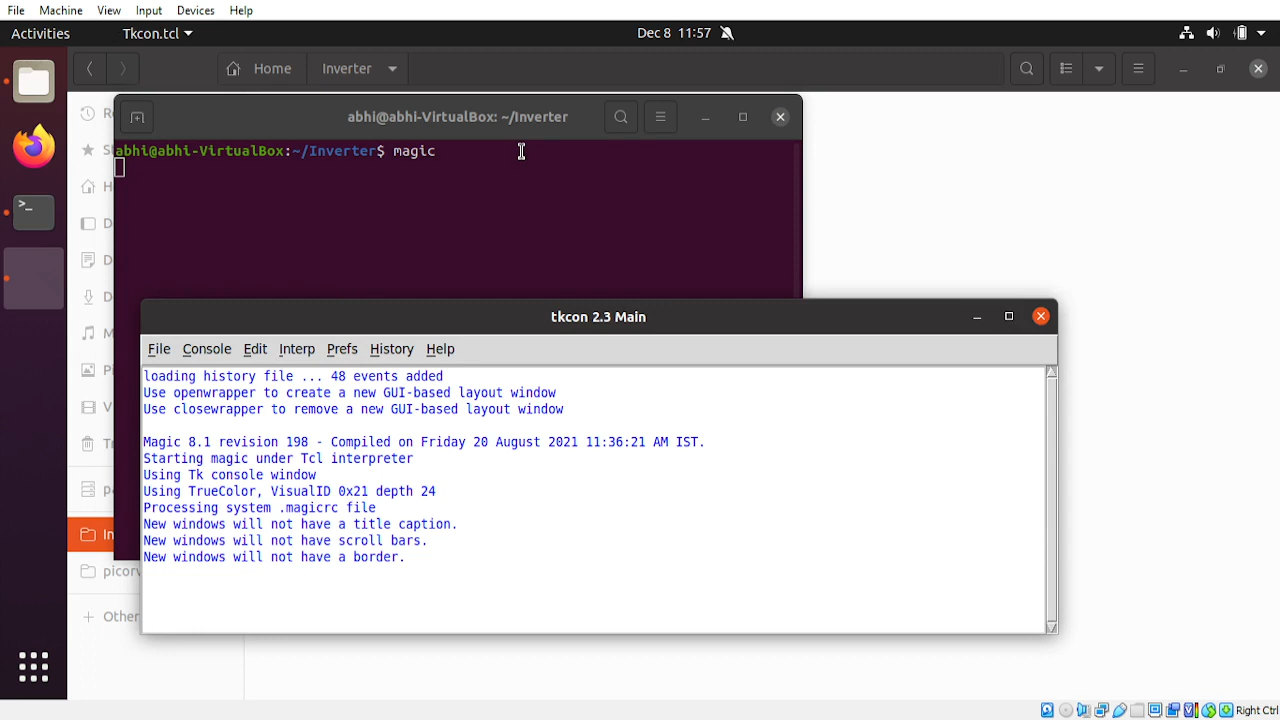 File Machine View Input Devices Help
Activities Tkcon.tcl Dec 8 11:57
Home Inverter
abhi@abhi-VirtualBox: ~/Inverter
abhi@abhi-VirtualBox:~/Inverter$ magic
tkcon 2.3 Main
File Console Edit Interp Prefs History Help
loading history file ... 48 events added
Use openwrapper to create a new GUI-based layout window
Use closewrapper to remove a new GUI-based layout window
Magic 8.1 revision 198 - Compiled on Friday 20 August 2021 11:36:21 AM IST.
Starting magic under Tcl interpreter
Using Tk console window
Using TrueColor, VisualID 0x21 depth 24
Processing system .magicrc file
New windows will not have a title caption.
New windows will not have scroll bars.
New windows will not have a border.
+ Other
Right Ctrl